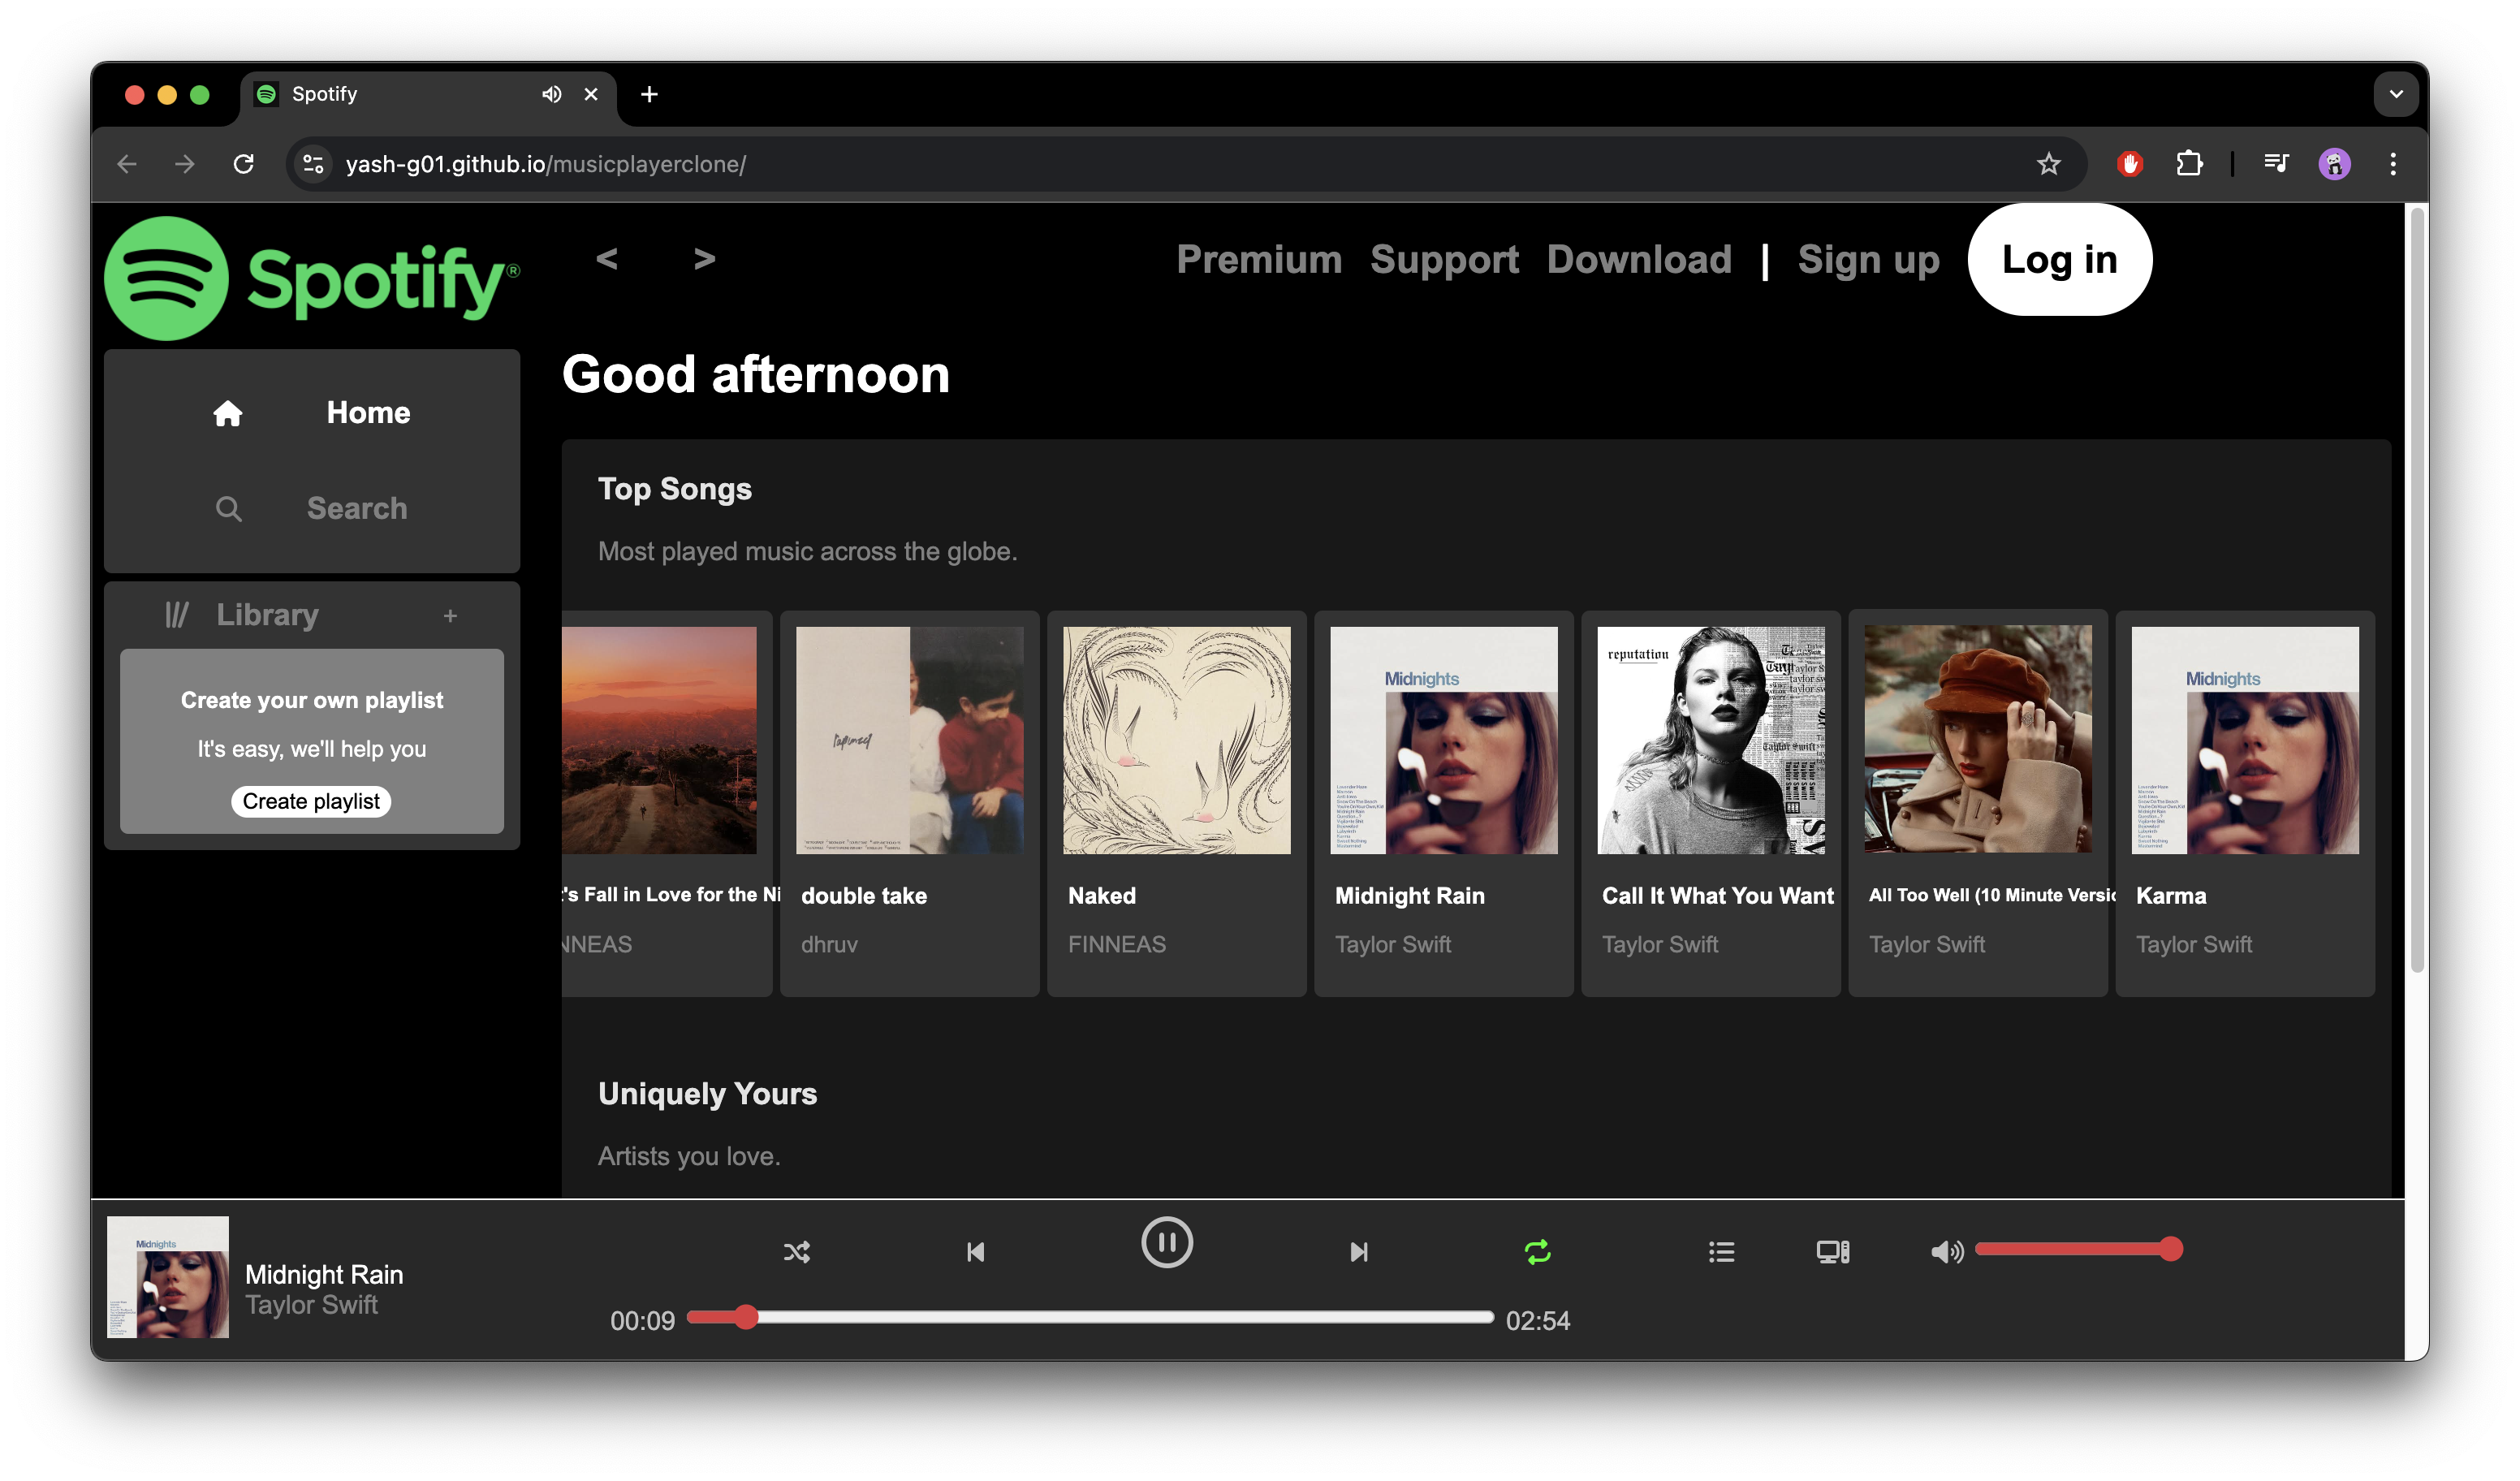 Spotify
yash-g01.github.io/musicplayerclone/
Spotify®
< >
Premium Support Download | Sign up Log in
Home
Search
Library +
Create your own playlist
It's easy, we'll help you
Create playlist
Good afternoon
Top Songs
Most played music across the globe.
rapunzel
Midnights
reputation
Midnights
't's Fall in Love for the Ni
NNEAS
double take
dhruv
Naked
FINNEAS
Midnight Rain
Taylor Swift
Call It What You Want
Taylor Swift
All Too Well (10 Minute Versio
Taylor Swift
Karma
Taylor Swift
Uniquely Yours
Artists you love.
Midnights
Midnight Rain
Taylor Swift
00:09
02:54